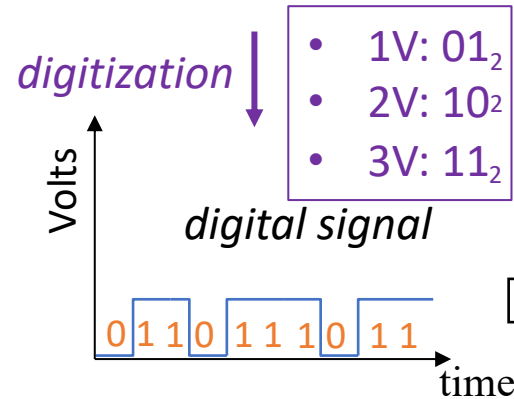 digitization
• 1V: 01₂
• 2V: 10²
• 3V: 11₂
Volts
digital signal
0 1 1 0 1 1 1 0 1 1
time